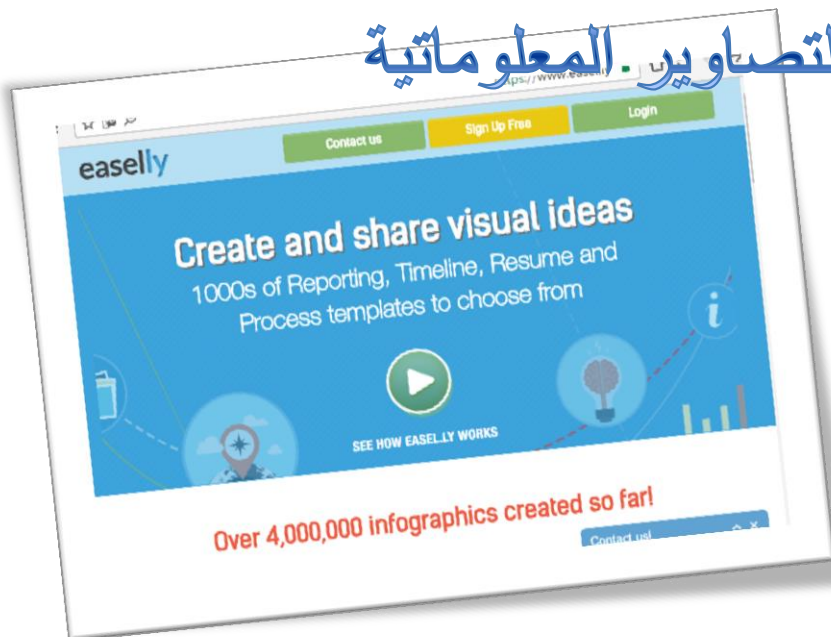 لتصاوير المعلوماتية
https://www.easel.ly
easelly
Contact us
Sign Up Free
Login
Create and share visual ideas
1000s of Reporting, Timeline, Resume and
Process templates to choose from
SEE HOW EASEL.LY WORKS
Over 4,000,000 infographics created so far!
Contact us!